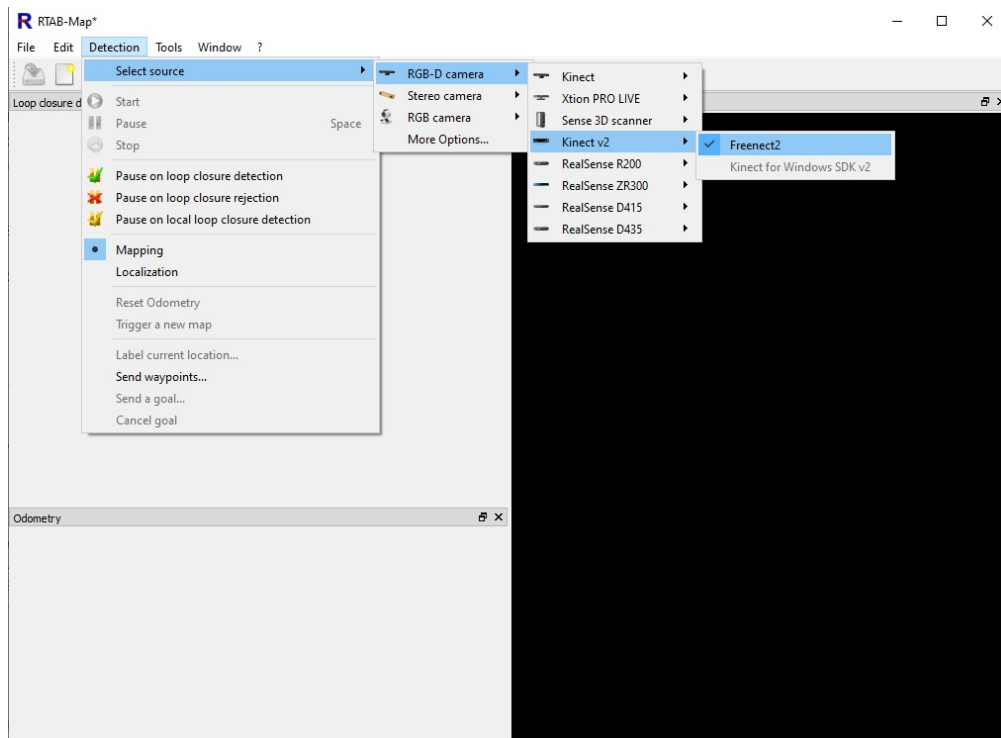 RTAB-Map*
File Edit Detection Tools Window ?
Loop closure d
Select source
Start
Pause Space
Stop
Pause on loop closure detection
Pause on loop closure rejection
Pause on local loop closure detection
Mapping
Localization
Reset Odometry
Trigger a new map
Label current location...
Send waypoints...
Send a goal...
Cancel goal
RGB-D camera
Stereo camera
RGB camera
More Options...
Kinect
Xtion PRO LIVE
Sense 3D scanner
Kinect v2
RealSense R200
RealSense ZR300
RealSense D415
RealSense D435
Freenect2
Kinect for Windows SDK v2
Odometry